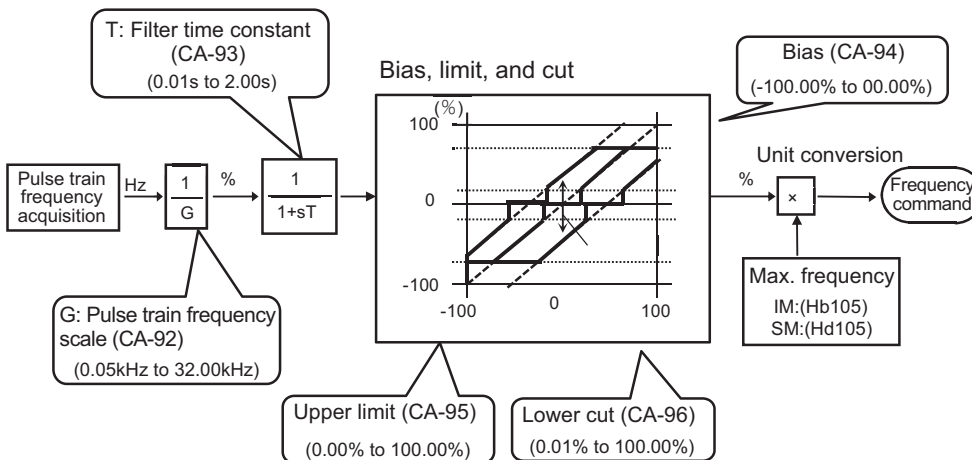 T: Filter time constant
(CA-93)
(0.01s to 2.00s)
Bias, limit, and cut
Bias (CA-94)
(-100.00% to 00.00%)
(%)
100
0
-100
-100
0
100
Pulse train
frequency
acquisition
Hz
1
G
%
1
1+sT
%
Unit conversion
×
Frequency
command
Max. frequency
IM:(Hb105)
SM:(Hd105)
G: Pulse train frequency
scale (CA-92)
(0.05kHz to 32.00kHz)
Upper limit (CA-95)
(0.00% to 100.00%)
Lower cut (CA-96)
(0.01% to 100.00%)